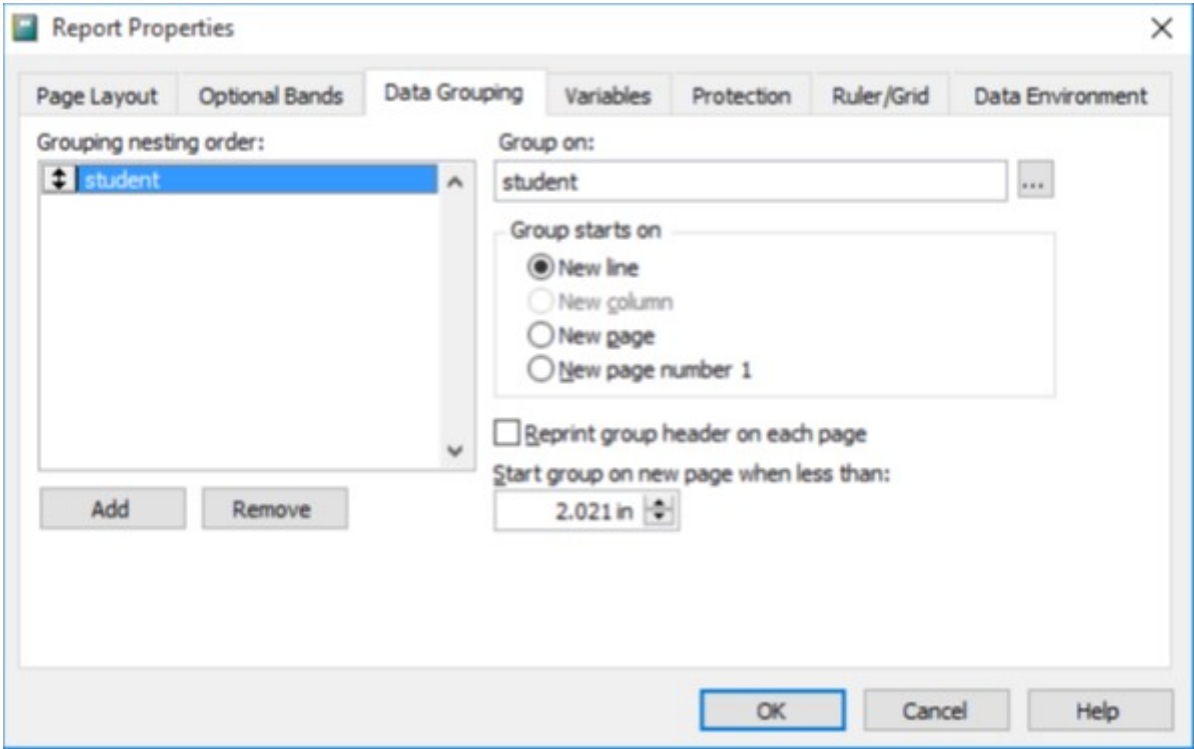 Report Properties
Page Layout Optional Bands Data Grouping Variables Protection Ruler/Grid Data Environment
Grouping nesting order:
student
Add Remove
Group on:
student ...
Group starts on
New line
New column
New page
New page number 1
Reprint group header on each page
Start group on new page when less than:
2.021 in
OK Cancel Help